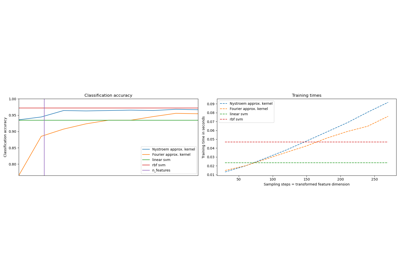 Classification accuracy
Classification accuracy
1.00
0.95
0.90
0.85
0.80
Nystroem approx. kernel
Fourier approx. kernel
linear svm
rbf svm
n_features
Training times
Training time in seconds
0.09
0.08
0.07
0.06
0.05
0.04
0.03
0.02
0.01
Nystroem approx. kernel
Fourier approx. kernel
linear svm
rbf svm
50
100
150
200
250
Sampling steps = transformed feature dimension